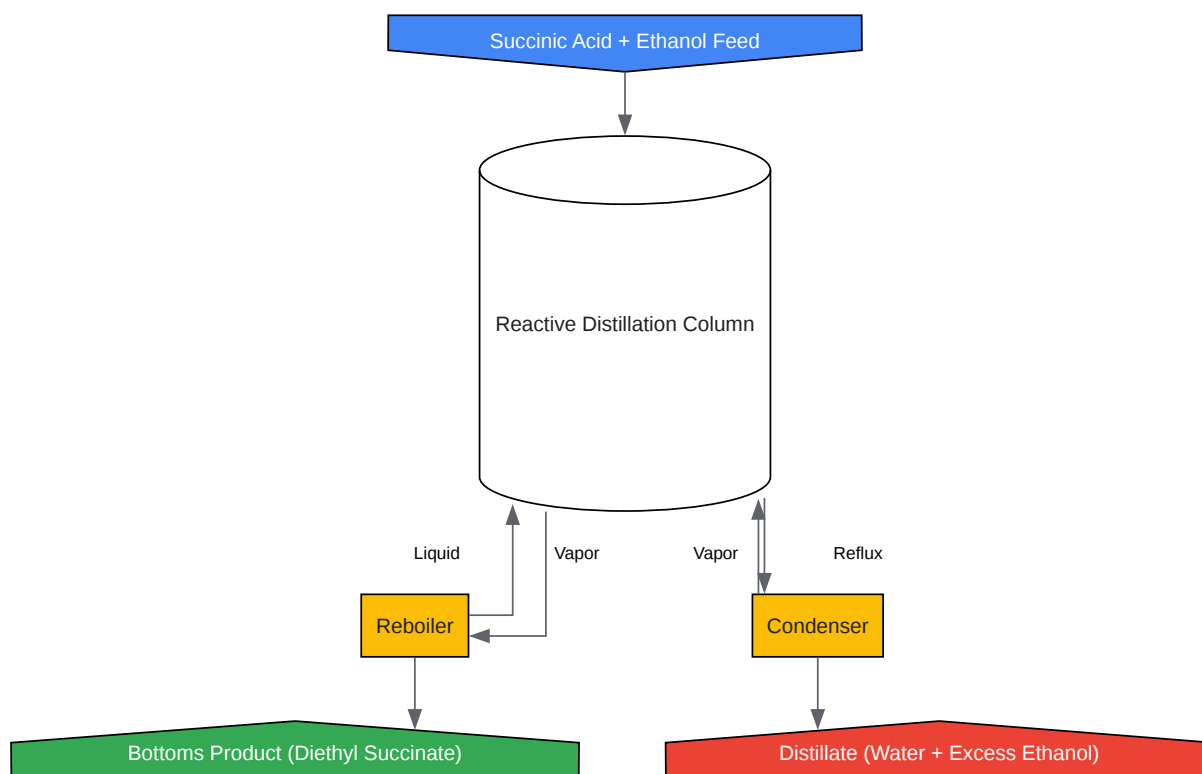 Succinic Acid + Ethanol Feed
Reactive Distillation Column
Liquid
Vapor
Vapor
Reflux
Reboiler
Condenser
Bottoms Product (Diethyl Succinate)
Distillate (Water + Excess Ethanol)